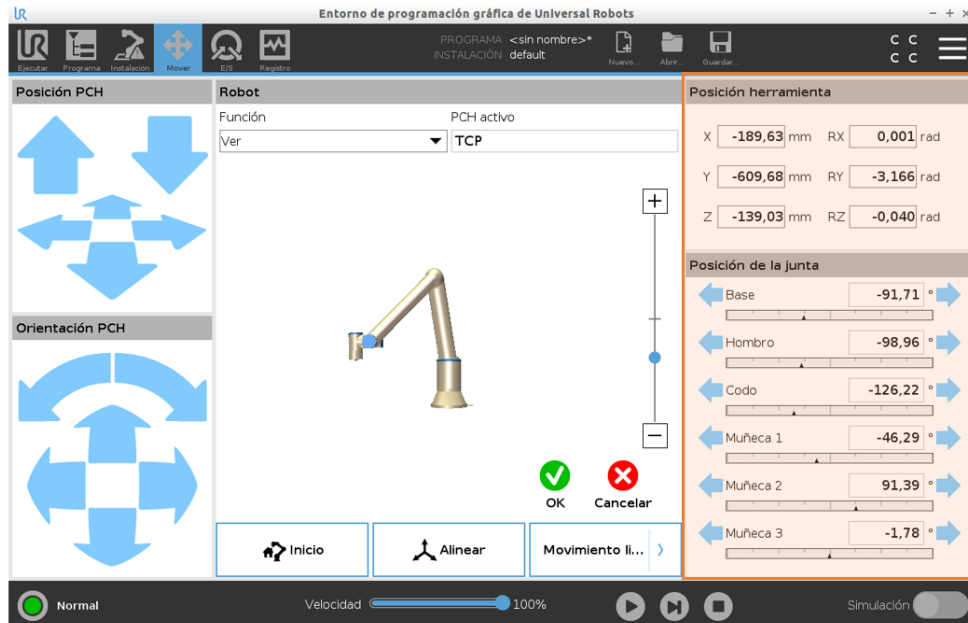 Entorno de programación gráfica de Universal Robots
Ejecutar Programa Instalación Mover E/S Registro
PROGRAMA <sin nombre>*
INSTALACIÓN default
Nuevo... Abrir... Guardar...
C C
C C
Posición PCH
Robot
Función PCH activo
Ver TCP
OK Cancelar
Inicio Alinear Movimiento li...
Orientación PCH
Posición herramienta
X -189,63 mm RX 0,001 rad
Y -609,68 mm RY -3,166 rad
Z -139,03 mm RZ -0,040 rad
Posición de la junta
Base -91,71 °
Hombro -98,96 °
Codo -126,22 °
Muñeca 1 -46,29 °
Muñeca 2 91,39 °
Muñeca 3 -1,78 °
Normal Velocidad 100% Simulación